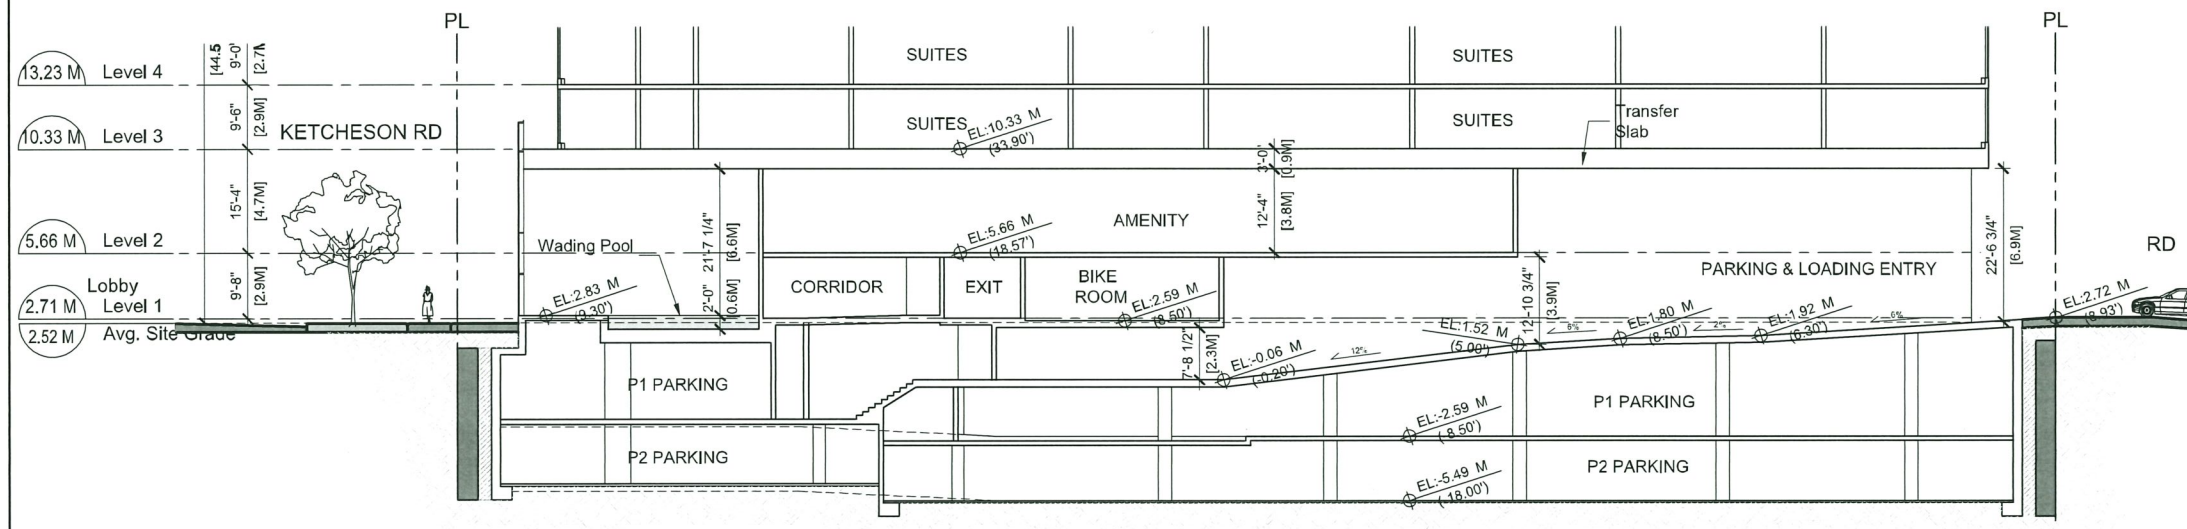 PL
PL
13.23 M Level 4
[44.5
9'-0"
[2.7M
SUITES
SUITES
9'-6"
[2.9M]
10.33 M Level 3
KETCHESON RD
SUITES
EL:10.33 M
(33.90')
SUITES
Transfer
Slab
3'-0"
[0.9M]
15'-4"
[4.7M]
21'-7 1/4"
[6.6M]
AMENITY
12'-4"
[3.8M]
22'-6 3/4"
[6.9M]
5.66 M Level 2
Wading Pool
EL:5.66 M
(18.57')
RD
9'-8"
[2.9M]
Lobby
2.71 M Level 1
2.52 M Avg. Site Grade
EL:2.83 M
(9.30')
2'-0"
[0.6M]
CORRIDOR
EXIT
BIKE
ROOM
EL:2.59 M
(8.50')
12'-10 3/4"
[3.9M]
PARKING & LOADING ENTRY
EL:2.72 M
(8.93')
7'-8 1/2"
[2.3M]
EL:-0.06 M
(-0.20')
12%
EL:1.52 M
(5.00')
8%
EL:1.80 M
(8.50')
2%
EL:1.92 M
(6.30')
6%
P1 PARKING
P1 PARKING
EL:-2.59 M
(-8.50')
P2 PARKING
P2 PARKING
EL:-5.49 M
(-18.00')